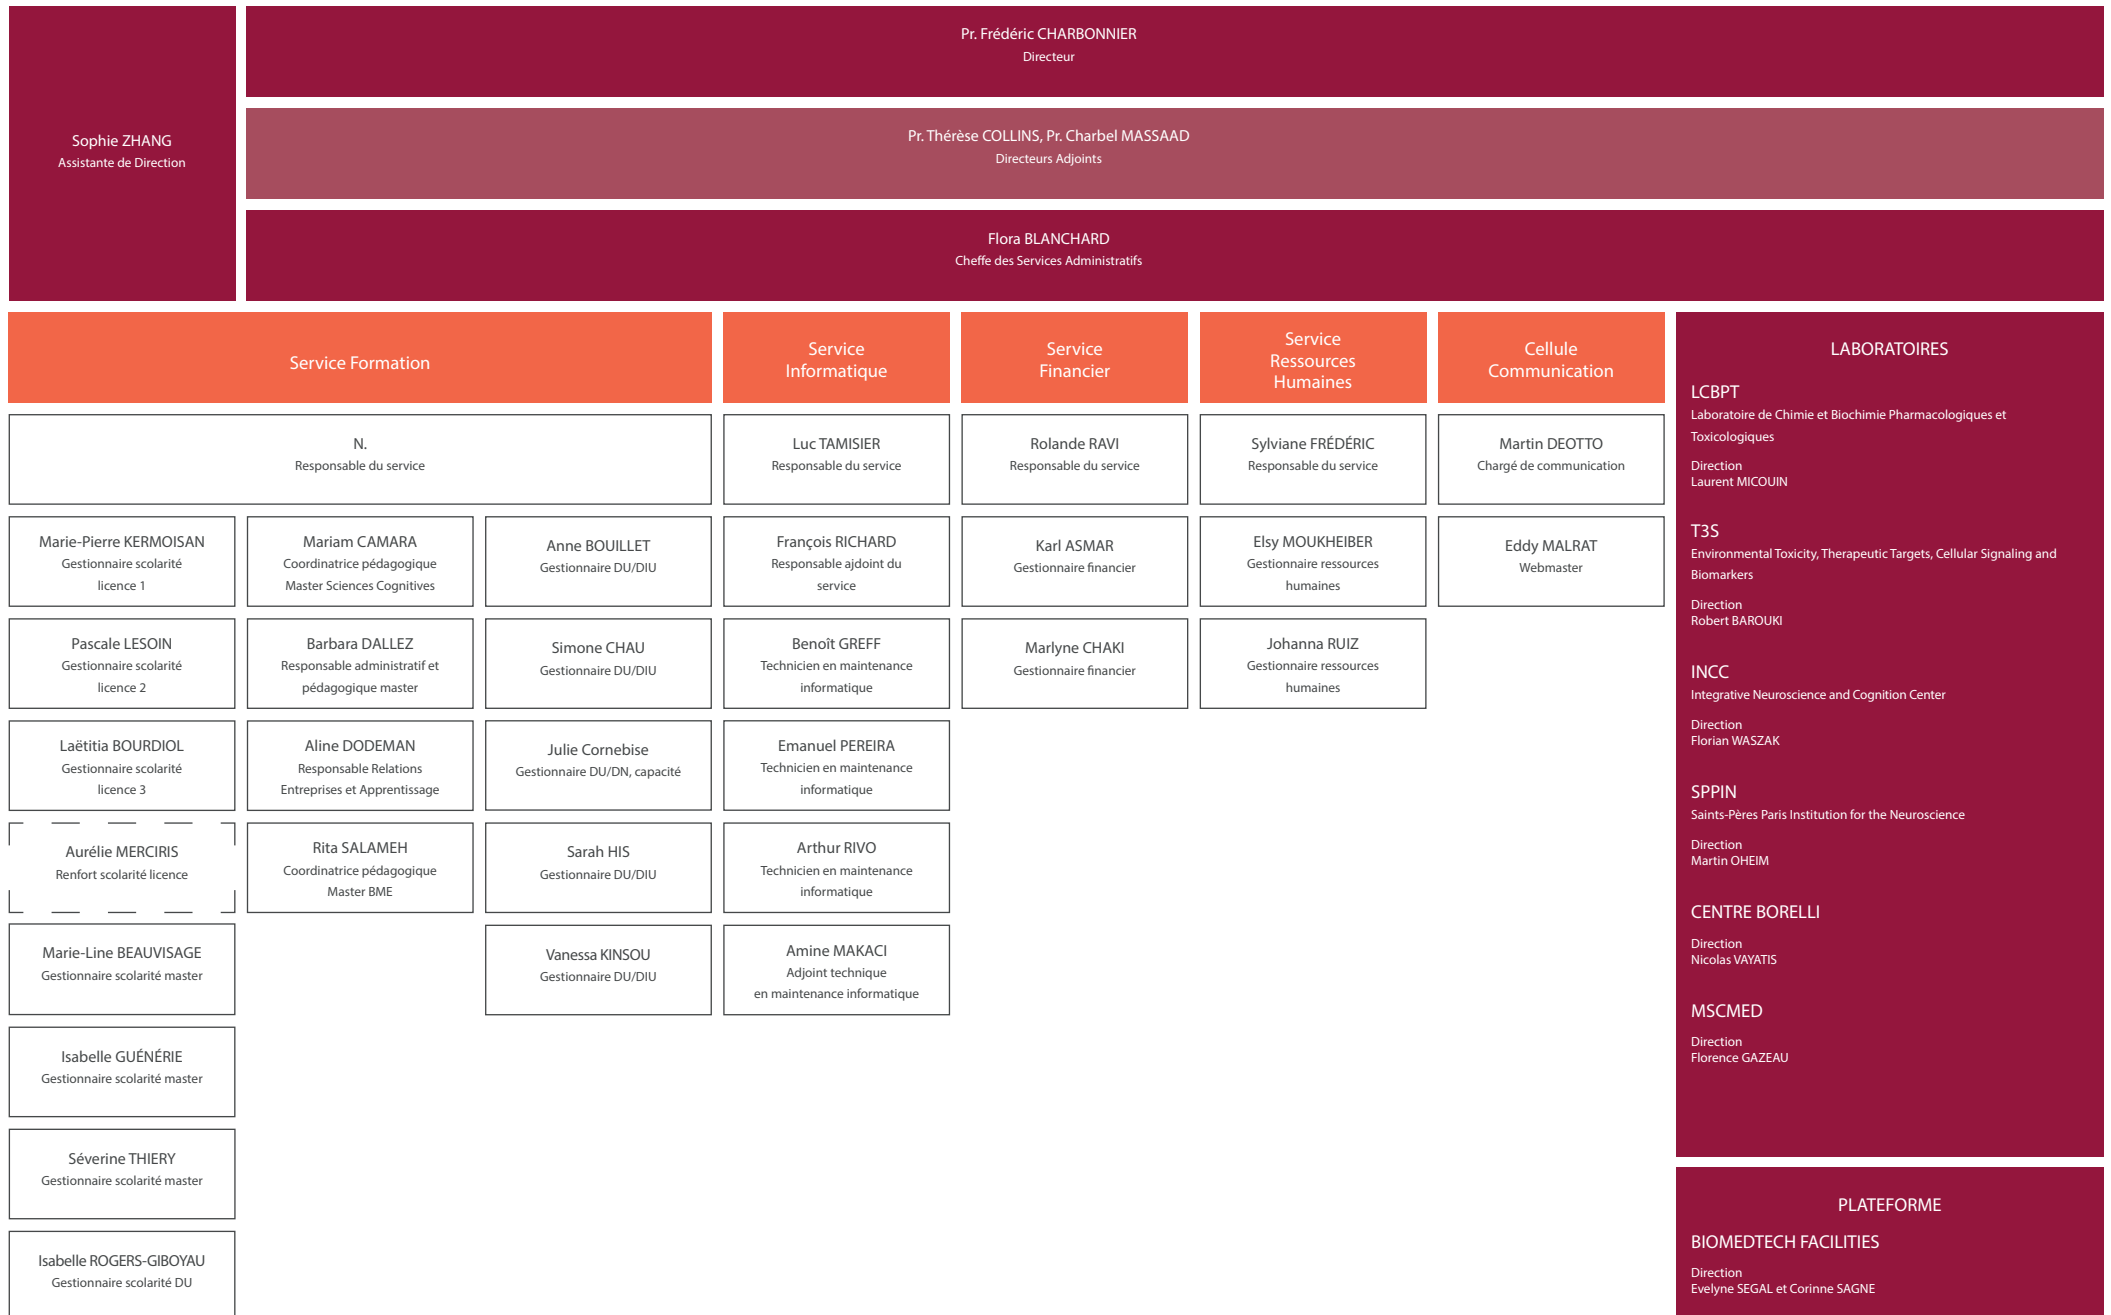 Sophie ZHANG
Assistante de Direction
Pr. Frédéric CHARBONNIER
Directeur
Pr. Thérèse COLLINS, Pr. Charbel MASSAAD
Directeurs Adjoints
Flora BLANCHARD
Cheffe des Services Administratifs
Service Formation
N.
Responsable du service
Marie-Pierre KERMOISAN
Gestionnaire scolarité
licence 1
Pascale LESOIN
Gestionnaire scolarité
licence 2
Laëtitia BOURDIOL
Gestionnaire scolarité
licence 3
Aurélie MERCIRIS
Renfort scolarité licence
Marie-Line BEAUVISAGE
Gestionnaire scolarité master
Isabelle GUÉNÉRIE
Gestionnaire scolarité master
Séverine THIERY
Gestionnaire scolarité master
Isabelle ROGERS-GIBOYAU
Gestionnaire scolarité DU
Mariam CAMARA
Coordinatrice pédagogique
Master Sciences Cognitives
Barbara DALLEZ
Responsable administratif et
pédagogique master
Aline DODEMAN
Responsable Relations
Entreprises et Apprentissage
Rita SALAMEH
Coordinatrice pédagogique
Master BME
Anne BOUILLET
Gestionnaire DU/DIU
Simone CHAU
Gestionnaire DU/DIU
Julie Cornebise
Gestionnaire DU/DN, capacité
Sarah HIS
Gestionnaire DU/DIU
Vanessa KINSOU
Gestionnaire DU/DIU
Service
Informatique
Luc TAMISIER
Responsable du service
François RICHARD
Responsable ajdoint du
service
Benoît GREFF
Technicien en maintenance
informatique
Emanuel PEREIRA
Technicien en maintenance
informatique
Arthur RIVO
Technicien en maintenance
informatique
Amine MAKACI
Adjoint technique
en maintenance informatique
Service
Financier
Rolande RAVI
Responsable du service
Karl ASMAR
Gestionnaire financier
Marlyne CHAKI
Gestionnaire financier
Service
Ressources
Humaines
Sylviane FRÉDÉRIC
Responsable du service
Elsy MOUKHEIBER
Gestionnaire ressources
humaines
Johanna RUIZ
Gestionnaire ressources
humaines
Cellule
Communication
Martin DEOTTO
Chargé de communication
Eddy MALRAT
Webmaster
LABORATOIRES
LCBPT
Laboratoire de Chimie et Biochimie Pharmacologiques et
Toxicologiques
Direction
Laurent MICOUIN
T3S
Environmental Toxicity, Therapeutic Targets, Cellular Signaling and
Biomarkers
Direction
Robert BAROUKI
INCC
Integrative Neuroscience and Cognition Center
Direction
Florian WASZAK
SPPIN
Saints-Pères Paris Institution for the Neuroscience
Direction
Martin OHEIM
CENTRE BORELLI
Direction
Nicolas VAYATIS
MSCMED
Direction
Florence GAZEAU
PLATEFORME
BIOMEDTECH FACILITIES
Direction
Evelyne SEGAL et Corinne SAGNE